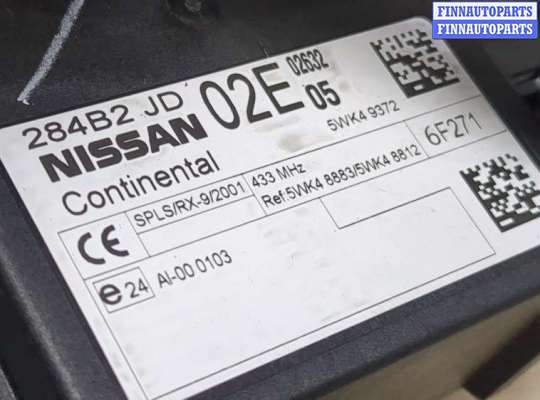 FINNAUTOPARTS
FINNAUTOPARTS
284B2 JD 02E 02632
NISSAN 05
Continental 5WK4 9372
SPLS/RX-9/2001 433 MHz 6F271
Ref:5WK4 8883/5WK4 8812
CE
e24 AI-00 0103